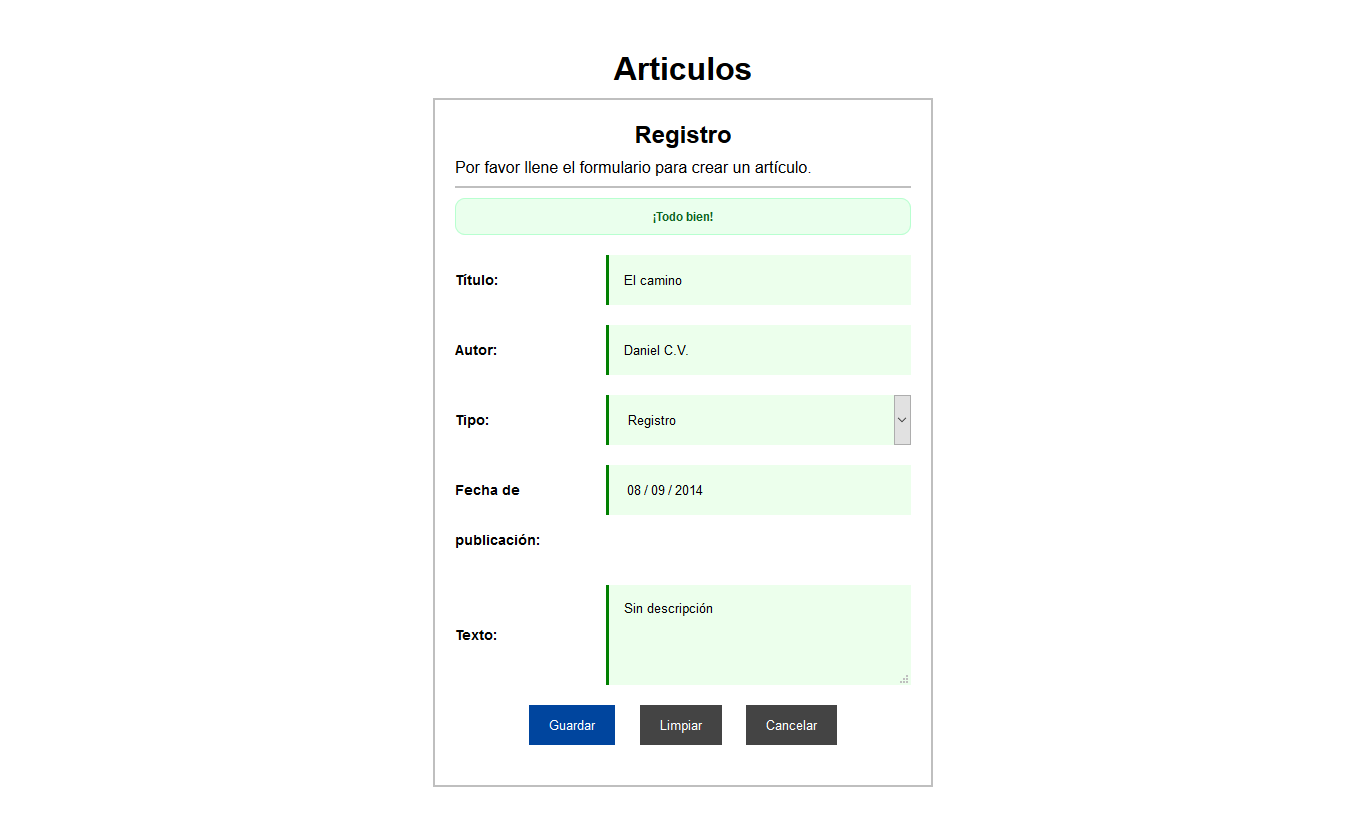 Articulos
Registro
Por favor llene el formulario para crear un artículo.
¡Todo bien!
Título: El camino
Autor: Daniel C.V.
Tipo: Registro
Fecha de 08 / 09 / 2014
publicación:
Texto: Sin descripción
Guardar Limpiar Cancelar